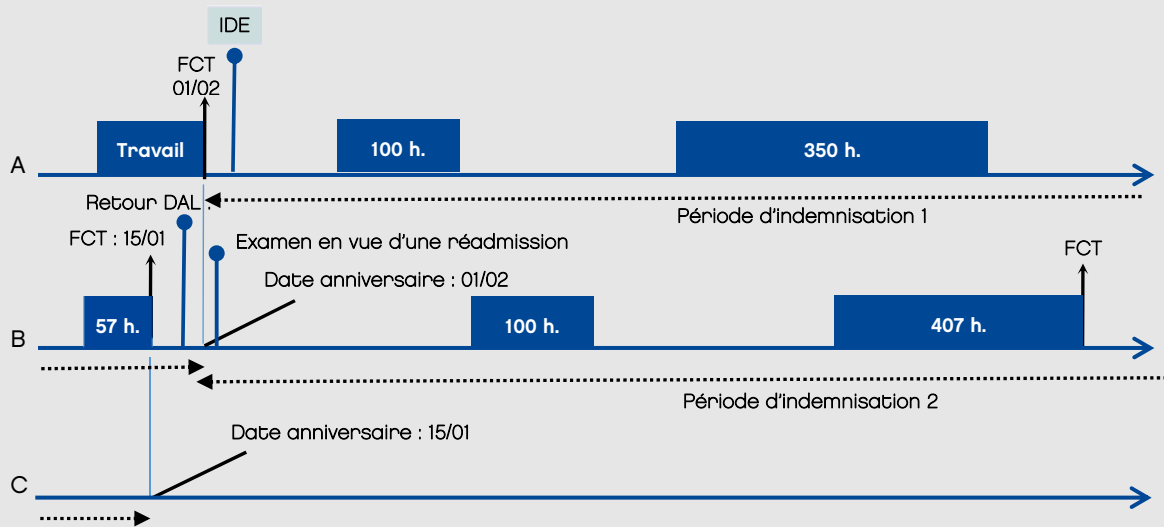 IDE
FCT
01/02
Travail
100 h.
350 h.
A
Période d'indemnisation 1
Retour DAL :
FCT : 15/01
Examen en vue d'une réadmission
FCT
Date anniversaire : 01/02
57 h.
100 h.
407 h.
B
Période d'indemnisation 2
Date anniversaire : 15/01
C